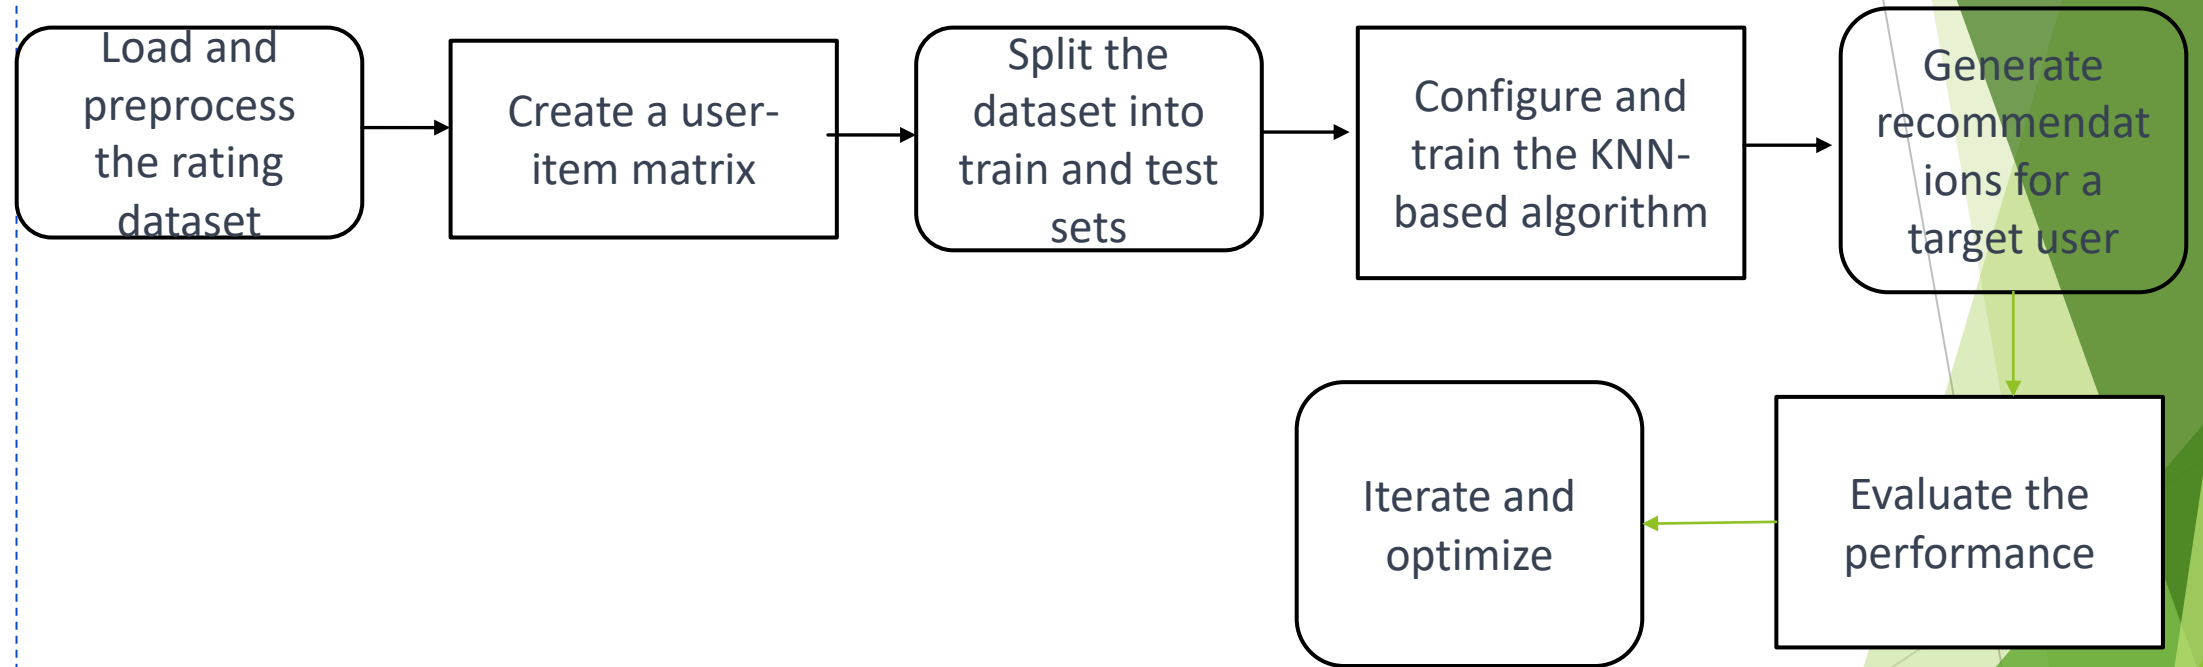 Load and
preprocess
the rating
dataset
Create a user-
item matrix
Split the
dataset into
train and test
sets
Configure and
train the KNN-
based algorithm
Generate
recommendat
ions for a
target user
Iterate and
optimize
Evaluate the
performance